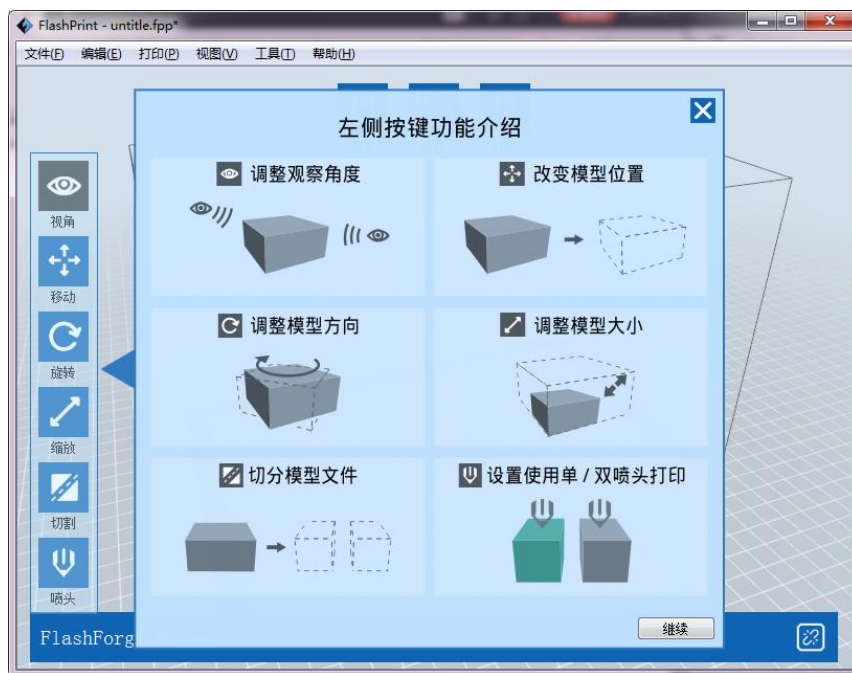 FlashPrint - untitle.fpp*
文件(F) 编辑(E) 打印(P) 视图(V) 工具(T) 帮助(H)
左侧按键功能介绍
调整观察角度
改变模型位置
调整模型方向
调整模型大小
切分模型文件
设置使用单 / 双喷头打印
视角
移动
旋转
缩放
切割
喷头
继续
FlashForg